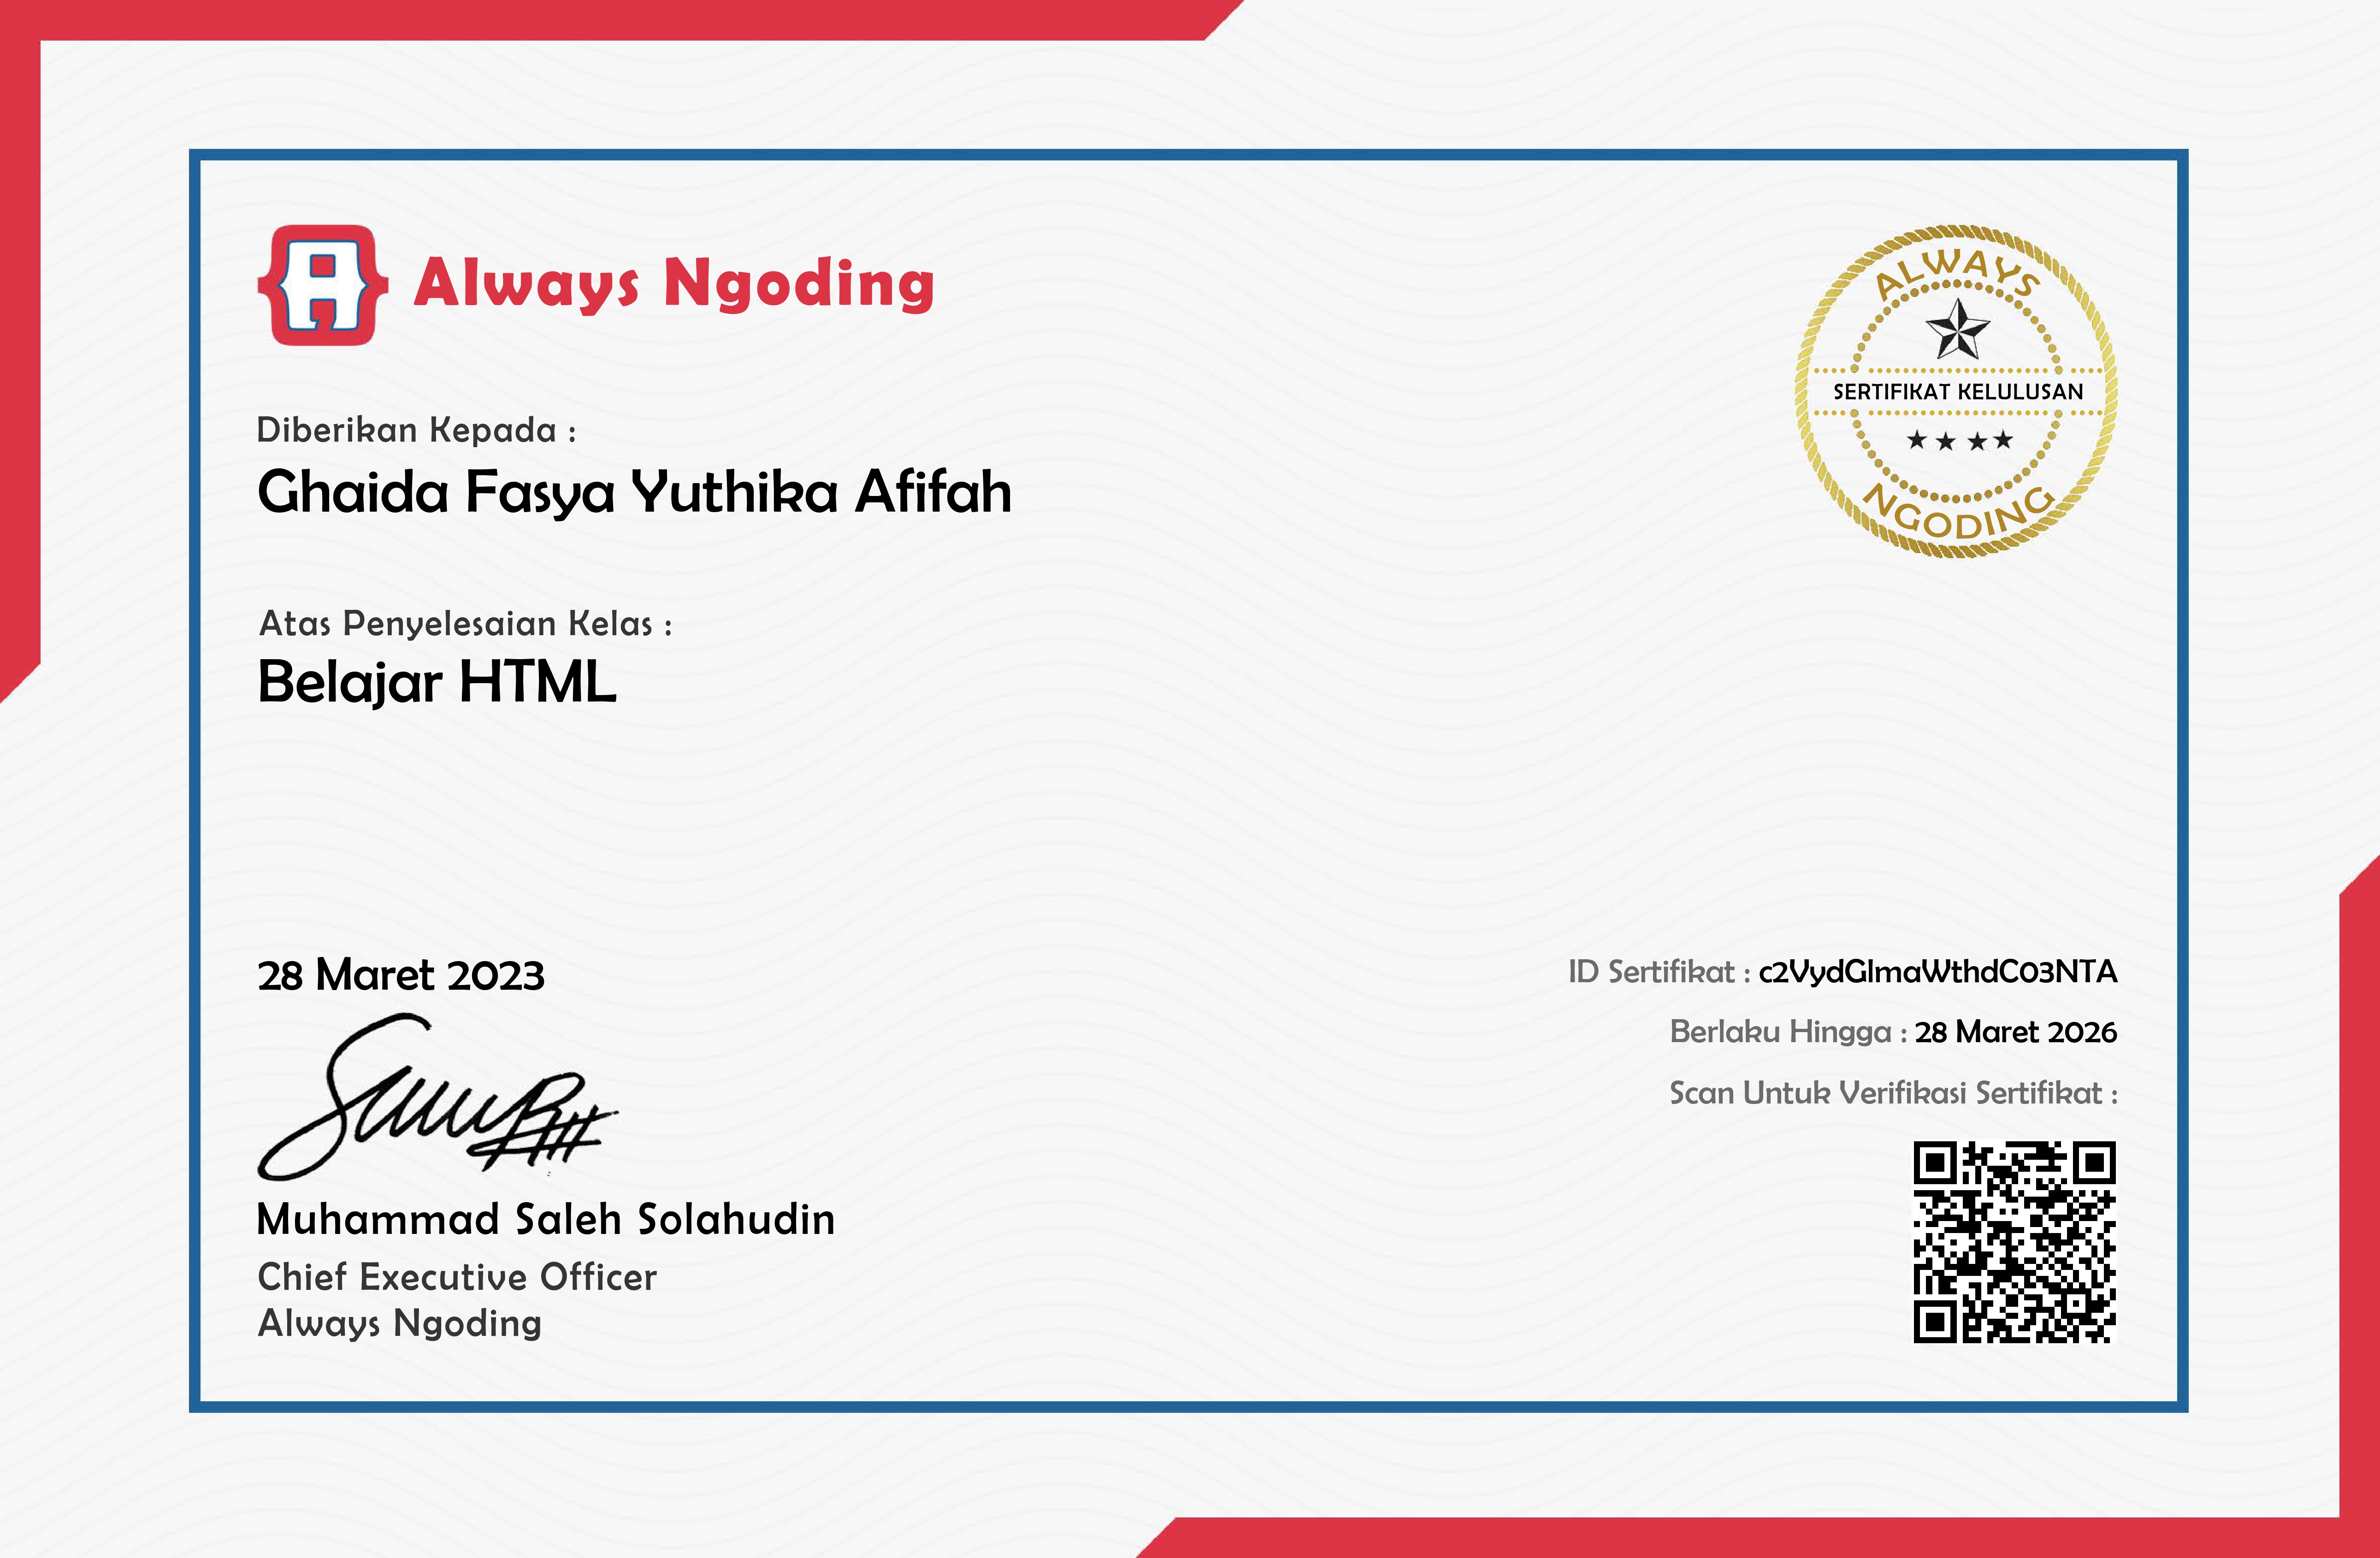 Always Ngoding
ALWAYS
SERTIFIKAT KELULUSAN
NGODING
Diberikan Kepada :
Ghaida Fasya Yuthika Afifah
Atas Penyelesaian Kelas :
Belajar HTML
28 Maret 2023
Muhammad Saleh Solahudin
Chief Executive Officer
Always Ngoding
ID Sertifikat : c2VydGlmaWthdC03NTA
Berlaku Hingga : 28 Maret 2026
Scan Untuk Verifikasi Sertifikat :